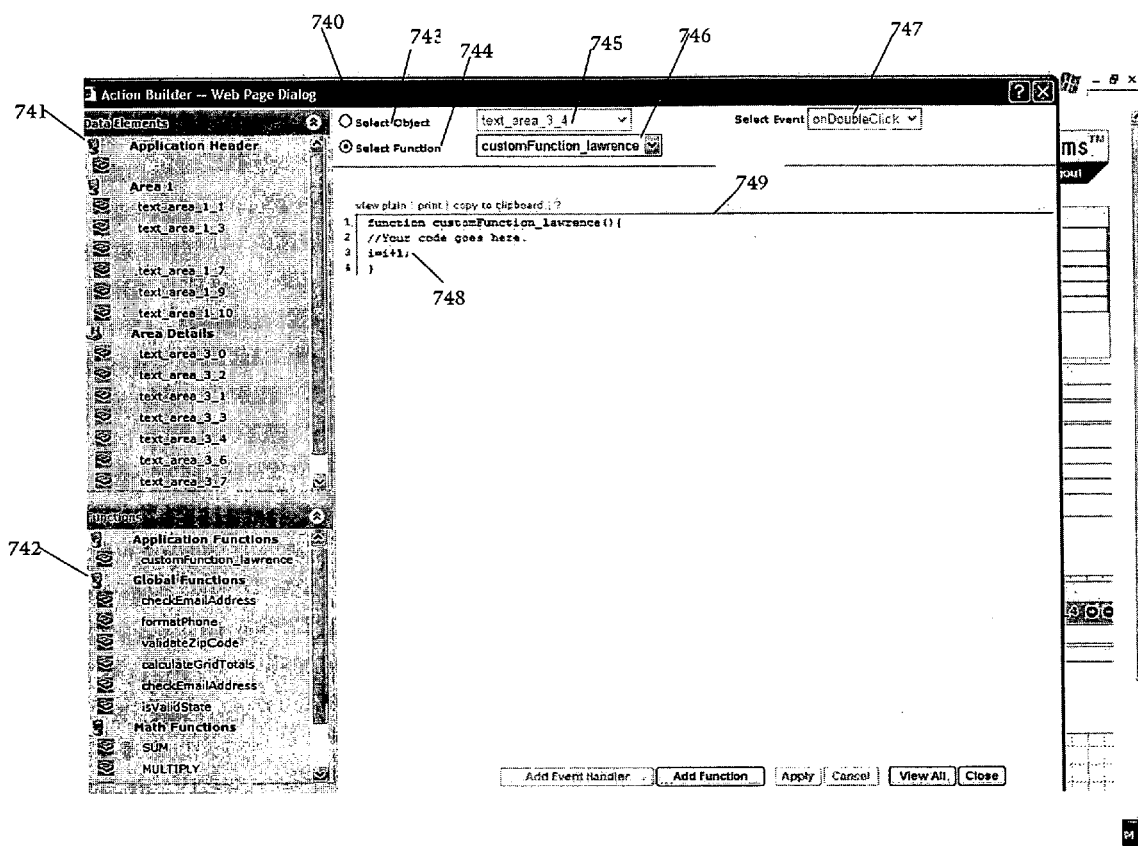 740
743
744
745
746
747
Action Builder -- Web Page Dialog
741
Data Elements
Select Object
text_area_3_4
Select Event onDoubleClick
Select Function
customFunction_lawrence
ms™
Application Header
Area 1
text_area_1_1
text_area_1_3
text_area_1_7
text_area_1_9
text_area_1_10
Area Details
text_area_3_0
text_area_3_2
text_area_3_1
text_area_3_3
text_area_3_4
text_area_3_6
text_area_3_7
749
view plain | print | copy to clipboard | ?
1 function customFunction_lawrence(){
2 //Your code goes here.
3 i=i+1;
4 }
748
Functions
742
Application Functions
customFunction_lawrence
Global Functions
checkEmailAddress
formatPhone
validateZipCode
calculateGridTotals
checkEmailAddress
isValidState
Math Functions
SUM
MULTIPLY
Add Event Handler Add Function Apply Cancel View All Close